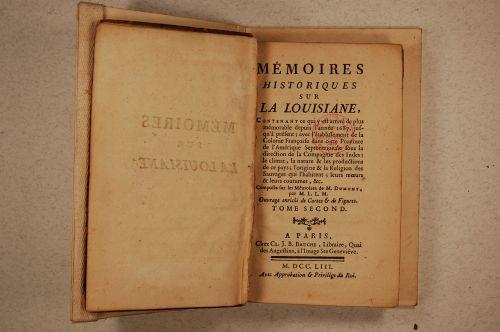 MÉMOIRES
HISTORIQUES
SUR
LA LOUISIANE,
CONTENANT ce qui y est arrivé de plus
mémorable depuis l'année 1687. jus-
qu'à présent; avec l'établissement de la
Colonie Françoise dans cette Province
de l'Amérique Septentrionale sous la
direction de la Compagnie des Indes;
le climat, la nature & les productions
de ce pays; l'origine & la Religion des
Sauvages qui l'habitent; leurs mœurs
& leurs coutumes, &c.
Composés sur les Mémoires de M. DUMONT,
par M. L. L. M.
Ouvrage enrichi de Cartes & de Figures.
TOME SECOND.
A PARIS,
Chez CL. J. B. BAUCHE, Libraire, Quai
des Augustins, à l'Image Ste Geneviéve.
M. DCC. LIII.
Avec Approbation & Privilége du Roi.